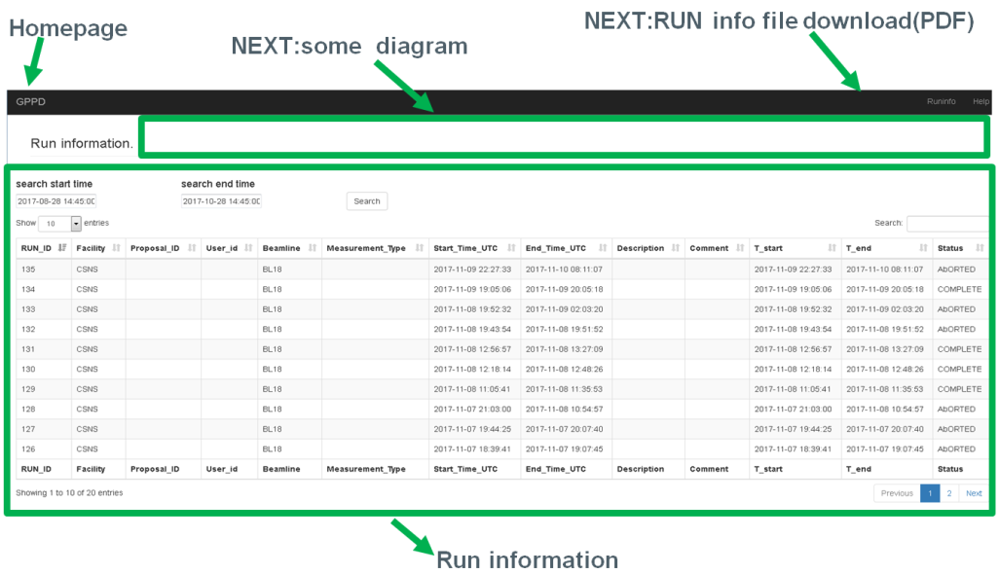 Homepage
NEXT:some diagram
NEXT:RUN info file download(PDF)
GPPD Runinfo Help
Run information.
search start time search end time
2017-08-28 14:45:00 2017-10-28 14:45:00 Search
Show 10 entries Search:
RUN_ID Facility Proposal_ID User_id Beamline Measurement_Type Start_Time_UTC End_Time_UTC Description Comment T_start T_end Status
135 CSNS BL18 2017-11-09 22:27:33 2017-11-10 08:11:07 2017-11-09 22:27:33 2017-11-10 08:11:07 AbORTED
134 CSNS BL18 2017-11-09 19:05:06 2017-11-09 20:05:18 2017-11-09 19:05:06 2017-11-09 20:05:18 COMPLETE
133 CSNS BL18 2017-11-08 19:52:32 2017-11-09 02:03:20 2017-11-08 19:52:32 2017-11-09 02:03:20 AbORTED
132 CSNS BL18 2017-11-08 19:43:54 2017-11-08 19:51:52 2017-11-08 19:43:54 2017-11-08 19:51:52 AbORTED
131 CSNS BL18 2017-11-08 12:56:57 2017-11-08 13:27:09 2017-11-08 12:56:57 2017-11-08 13:27:09 COMPLETE
130 CSNS BL18 2017-11-08 12:18:14 2017-11-08 12:48:26 2017-11-08 12:18:14 2017-11-08 12:48:26 COMPLETE
129 CSNS BL18 2017-11-08 11:05:41 2017-11-08 11:35:53 2017-11-08 11:05:41 2017-11-08 11:35:53 COMPLETE
128 CSNS BL18 2017-11-07 21:03:00 2017-11-08 10:54:57 2017-11-07 21:03:00 2017-11-08 10:54:57 AbORTED
127 CSNS BL18 2017-11-07 19:44:25 2017-11-07 20:07:40 2017-11-07 19:44:25 2017-11-07 20:07:40 AbORTED
126 CSNS BL18 2017-11-07 18:39:41 2017-11-07 19:07:45 2017-11-07 18:39:41 2017-11-07 19:07:45 AbORTED
RUN_ID Facility Proposal_ID User_id Beamline Measurement_Type Start_Time_UTC End_Time_UTC Description Comment T_start T_end Status
Showing 1 to 10 of 20 entries Previous 1 2 Next
Run information